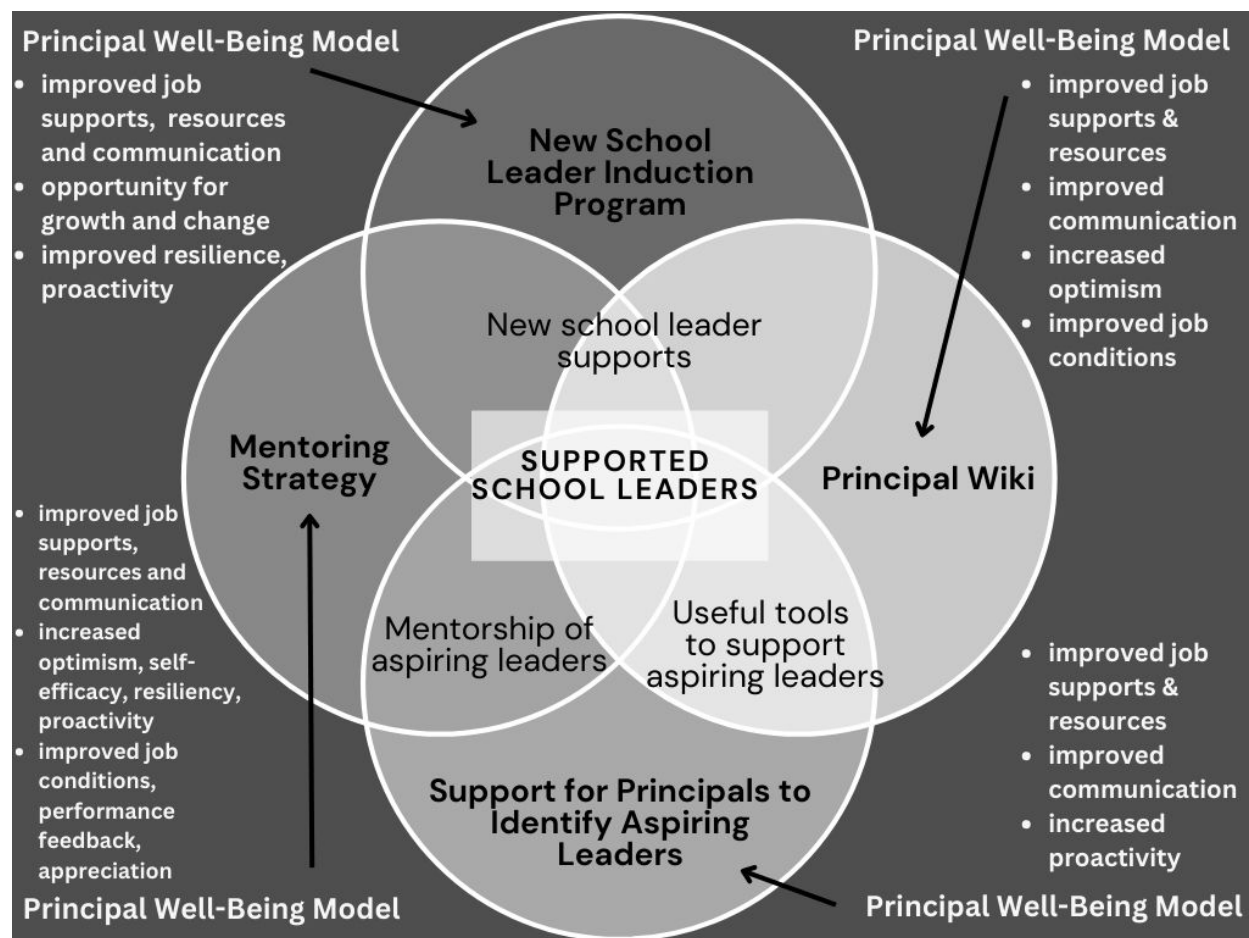 Principal Well-Being Model
• improved job
supports, resources
and communication
• opportunity for
growth and change
• improved resilience,
proactivity
Principal Well-Being Model
• improved job
supports &
resources
• improved
communication
• increased
optimism
• improved job
conditions
New School
Leader Induction
Program
New school leader
supports
Mentoring
Strategy
SUPPORTED
SCHOOL LEADERS
Principal Wiki
• improved job
supports,
resources and
communication
• increased
optimism, self-
efficacy, resiliency,
proactivity
• improved job
conditions,
performance
feedback,
appreciation
Principal Well-Being Model
Mentorship of
aspiring leaders
Useful tools
to support
aspiring leaders
Support for Principals to
Identify Aspiring
Leaders
• improved job
supports &
resources
• improved
communication
• increased
proactivity
Principal Well-Being Model